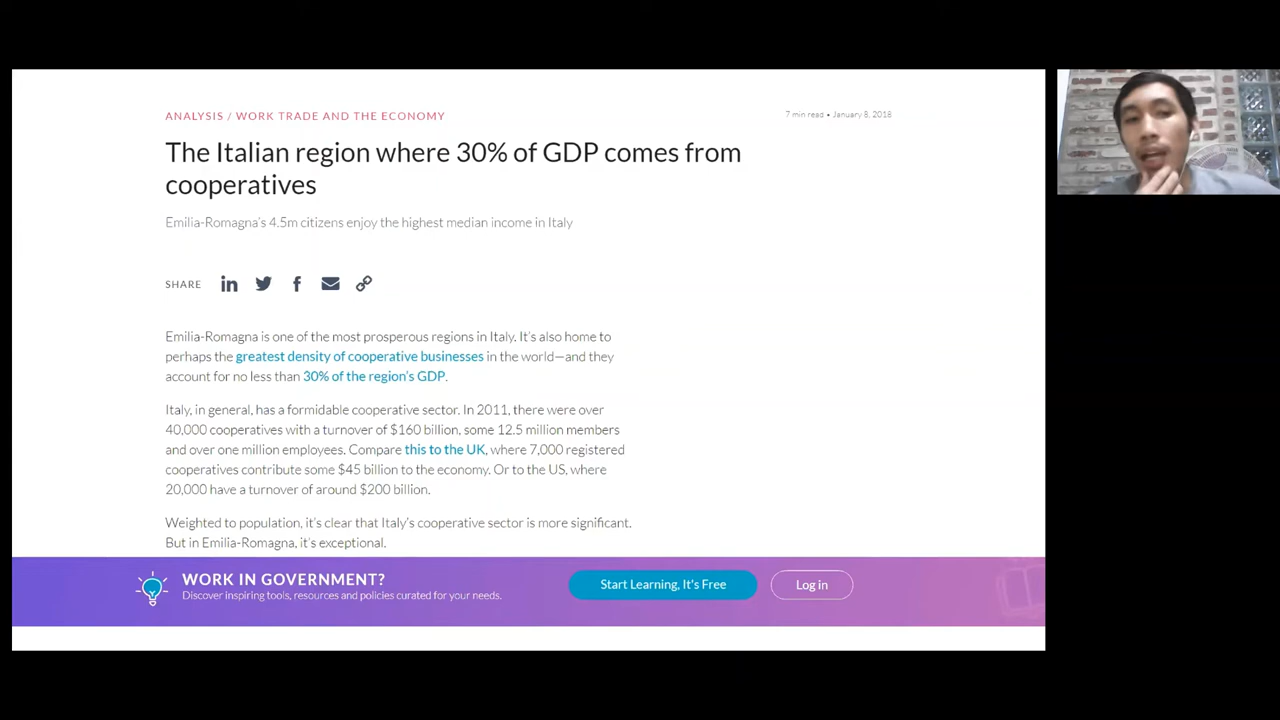 ANALYSIS / WORK TRADE AND THE ECONOMY
7 min read • January 8, 2018
The Italian region where 30% of GDP comes from
cooperatives
Emilia-Romagna's 4.5m citizens enjoy the highest median income in Italy
SHARE
Emilia-Romagna is one of the most prosperous regions in Italy. It's also home to
perhaps the greatest density of cooperative businesses in the world—and they
account for no less than 30% of the region's GDP.
Italy, in general, has a formidable cooperative sector. In 2011, there were over
40,000 cooperatives with a turnover of $160 billion, some 12.5 million members
and over one million employees. Compare this to the UK, where 7,000 registered
cooperatives contribute some $45 billion to the economy. Or to the US, where
20,000 have a turnover of around $200 billion.
Weighted to population, it's clear that Italy's cooperative sector is more significant.
But in Emilia-Romagna, it's exceptional.
WORK IN GOVERNMENT?
Discover inspiring tools, resources and policies curated for your needs.
Start Learning, It's Free
Log in